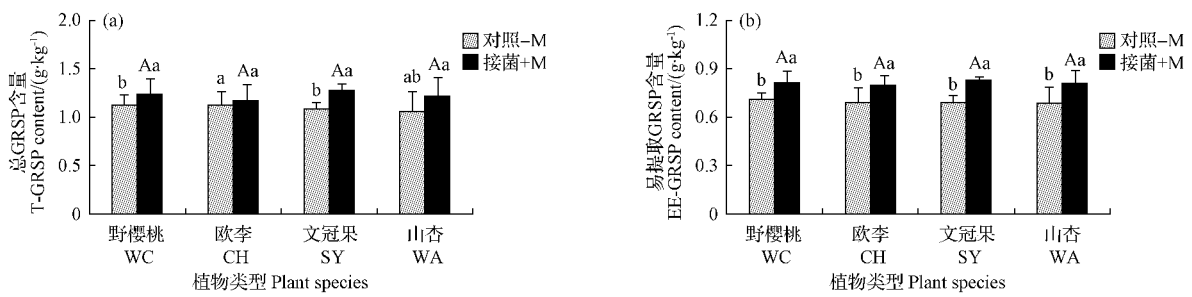 (a)
总GRSP含量
T-GRSP content/(g·kg⁻¹)
2.0
1.5
1.0
0.5
0
对照-M
接菌+M
b Aa a Aa b Aa ab Aa
野樱桃 欧李 文冠果 山杏
WC CH SY WA
植物类型 Plant species
(b)
易提取GRSP含量
EE-GRSP content/(g·kg⁻¹)
1.2
0.9
0.6
0.3
0
对照-M
接菌+M
b Aa b Aa b Aa b Aa
野樱桃 欧李 文冠果 山杏
WC CH SY WA
植物类型 Plant species